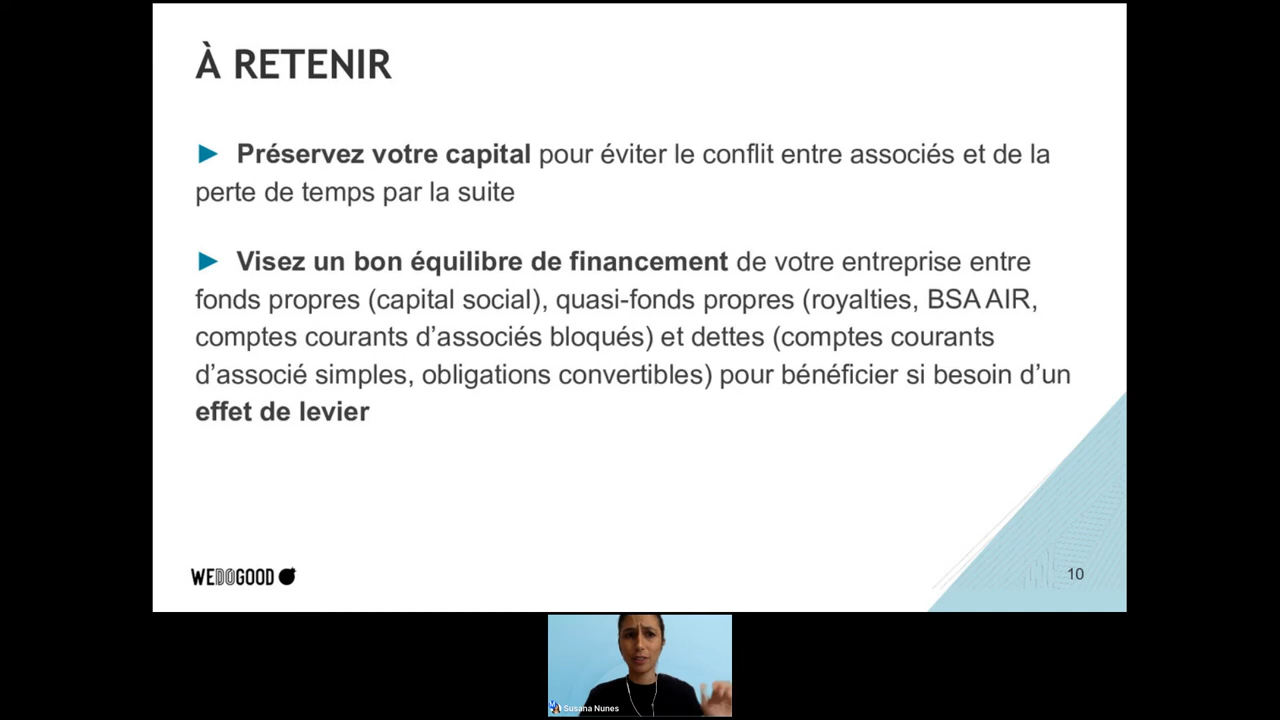 À RETENIR
► Préservez votre capital pour éviter le conflit entre associés et de la
perte de temps par la suite
► Visez un bon équilibre de financement de votre entreprise entre
fonds propres (capital social), quasi-fonds propres (royalties, BSA AIR,
comptes courants d’associés bloqués) et dettes (comptes courants
d’associé simples, obligations convertibles) pour bénéficier si besoin d’un
effet de levier
WEDOGOOD
10
Susana Nunes